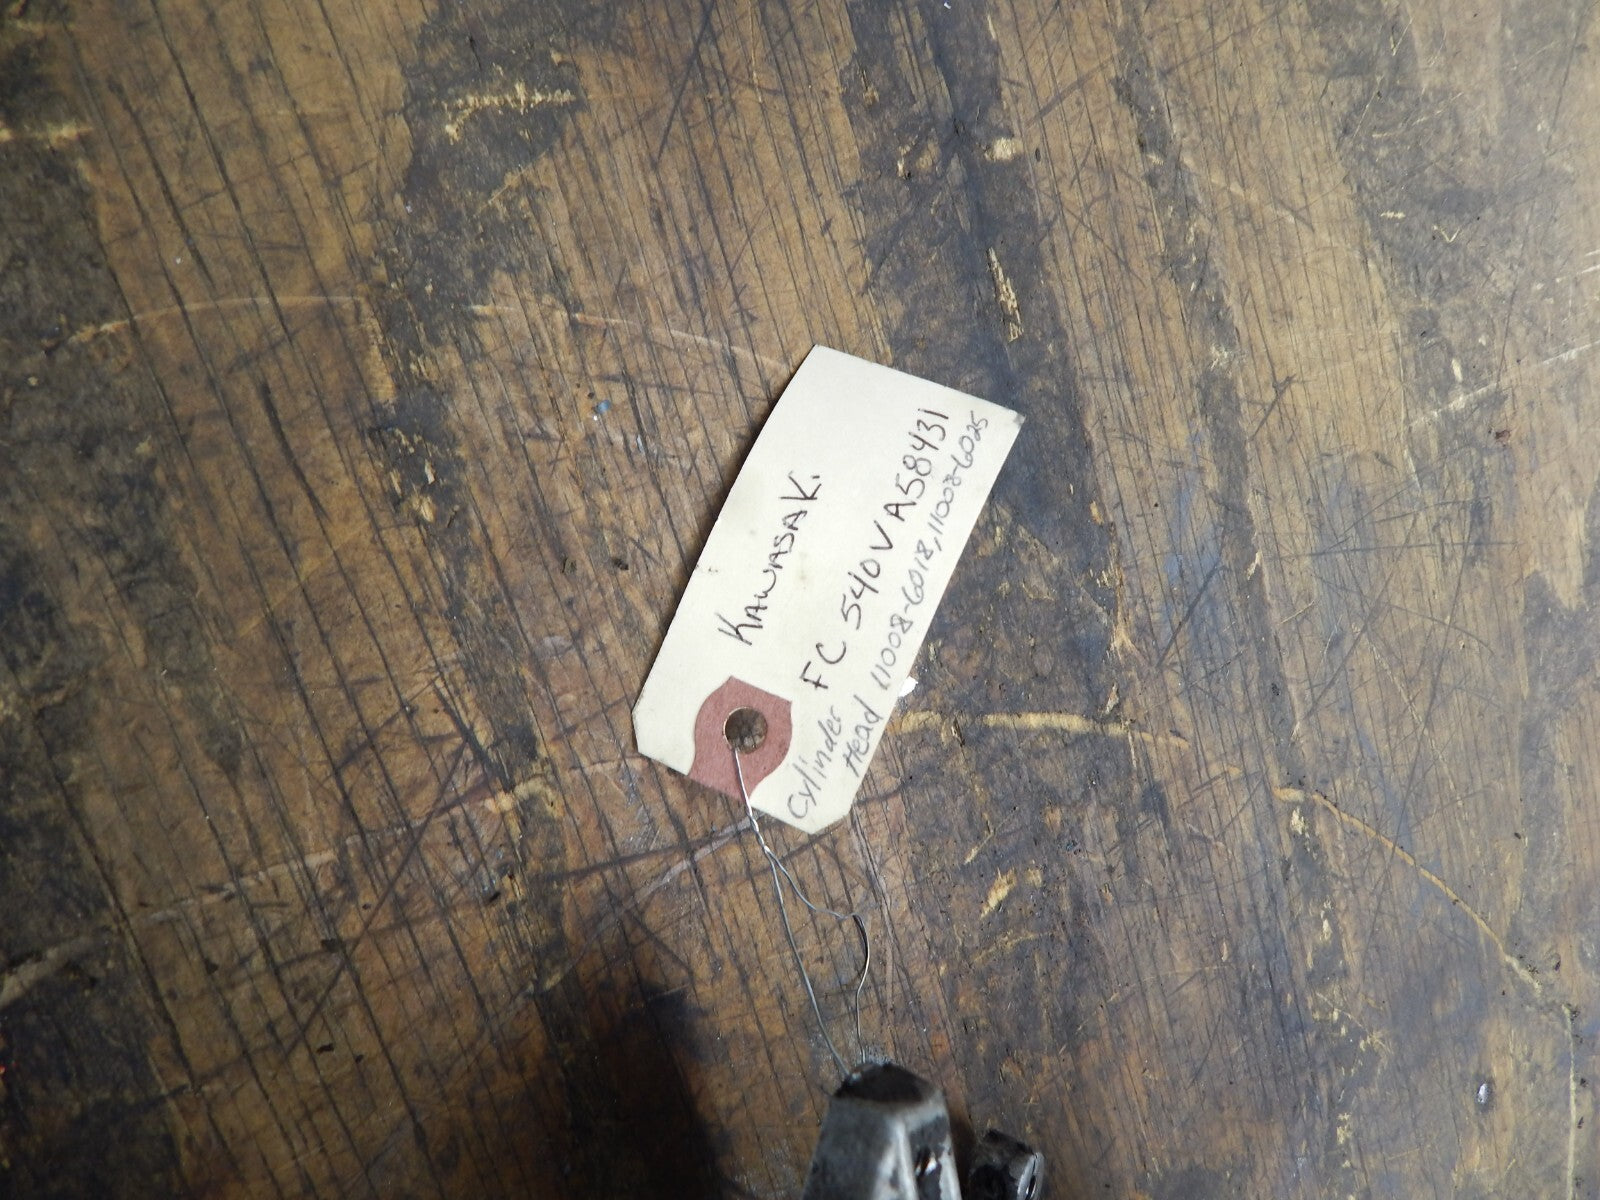 KAWASAKi
FC 540V A58431
Cylinder
Head 11008-6018, 11008-6025